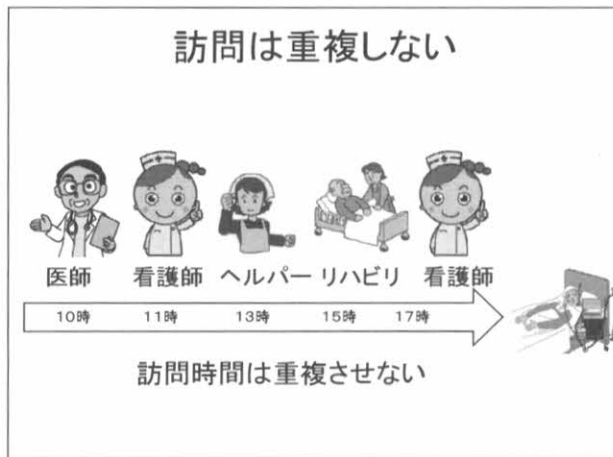 訪問は重複しない
医師 看護師 ヘルパー リハビリ 看護師
10時 11時 13時 15時 17時
訪問時間は重複させない